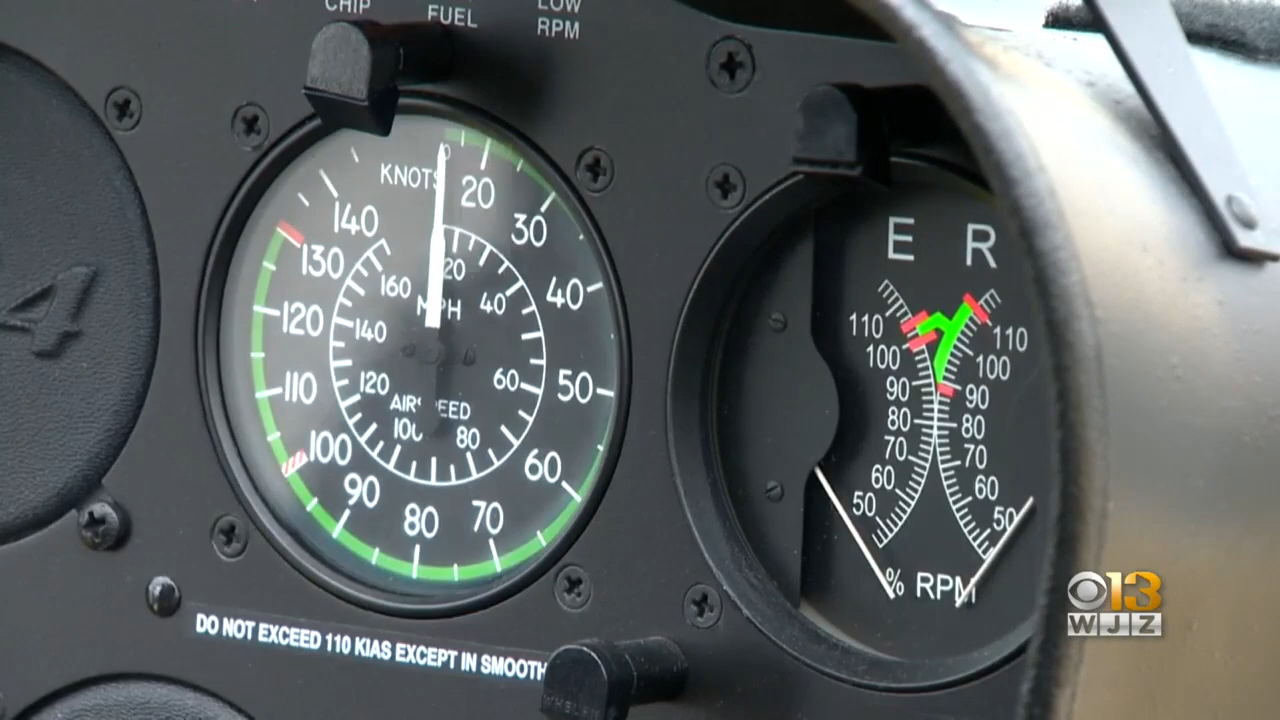 CHIP
FUEL
LOW
RPM
0
KNOTS
20
30
40
50
60
70
80
90
100
110
120
130
140
20
MPH
40
60
80
100
120
140
160
AIRSPEED
E R
110 110
100 100
90 90
80 80
70 70
60 60
50 50
% RPM
4
DO NOT EXCEED 110 KIAS EXCEPT IN SMOOTH
13
WJZ